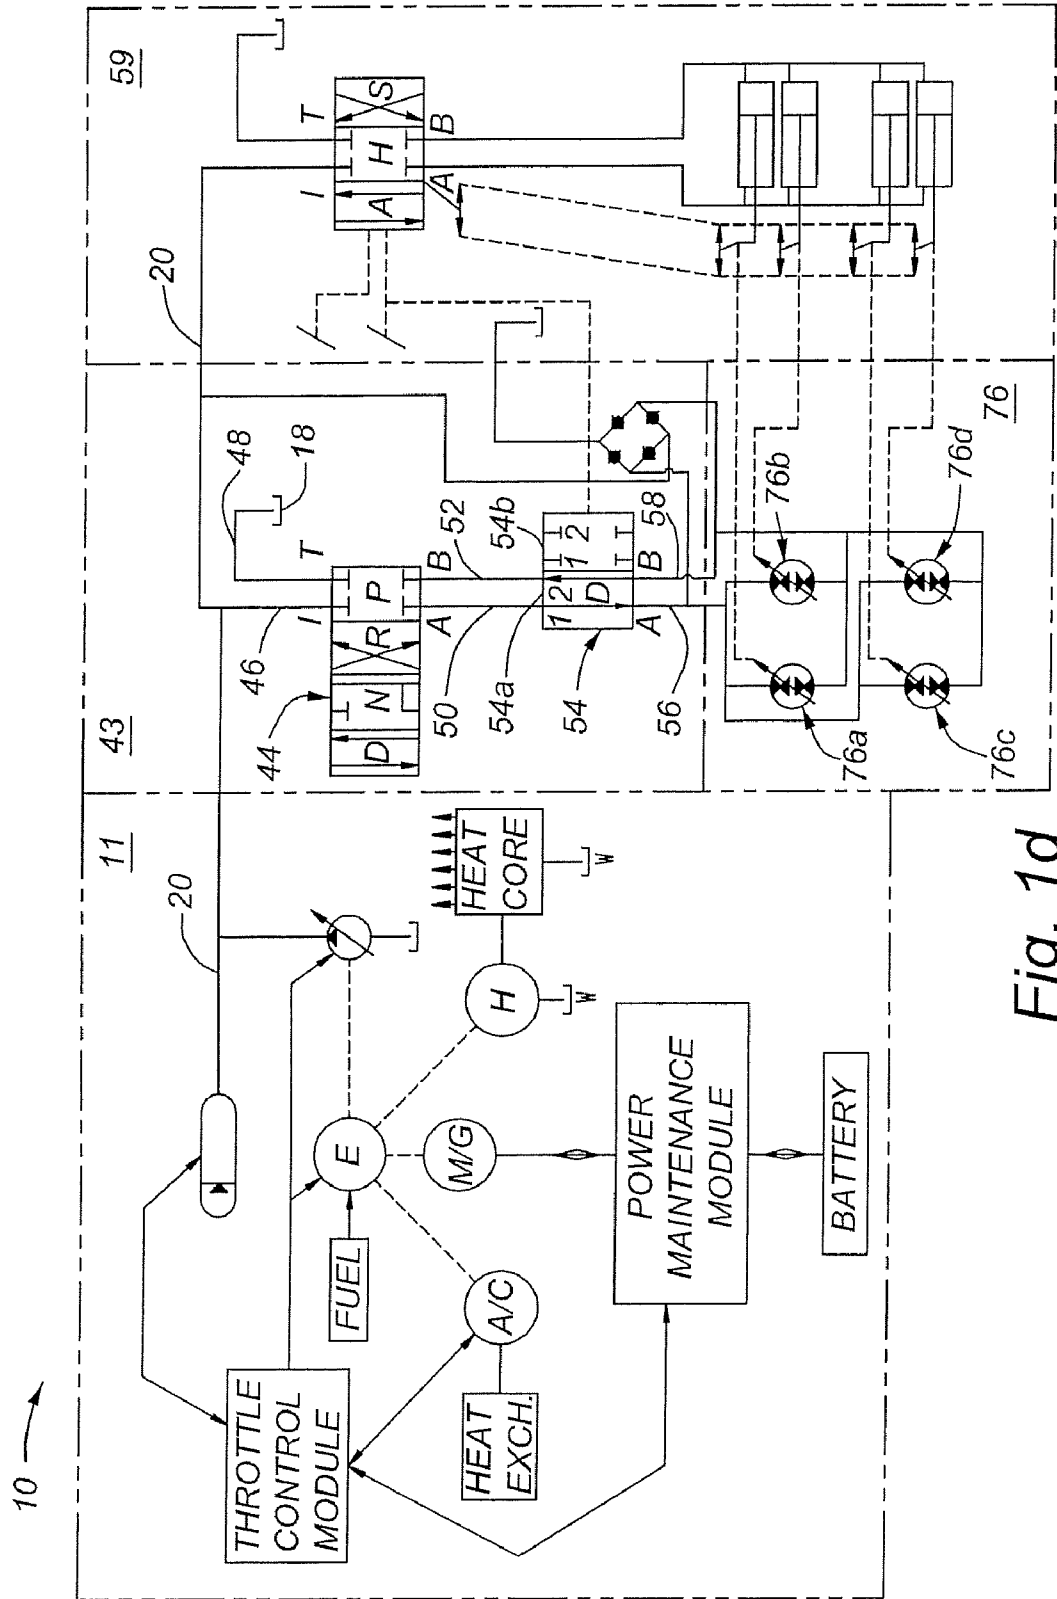 10
11
20
THROTTLE
CONTROL
MODULE
FUEL
E
M/G
A/C
H
HEAT
EXCH.
HEAT
CORE
W
W
POWER
MAINTENANCE
MODULE
BATTERY
43
20
46
48
18
44
D
N
R
P
I
T
A
B
50
52
54a
54b
54
1
2
D
1
2
A
B
56
58
59
I
T
A
H
S
A
B
76
76a
76b
76c
76d
Fig. 1d